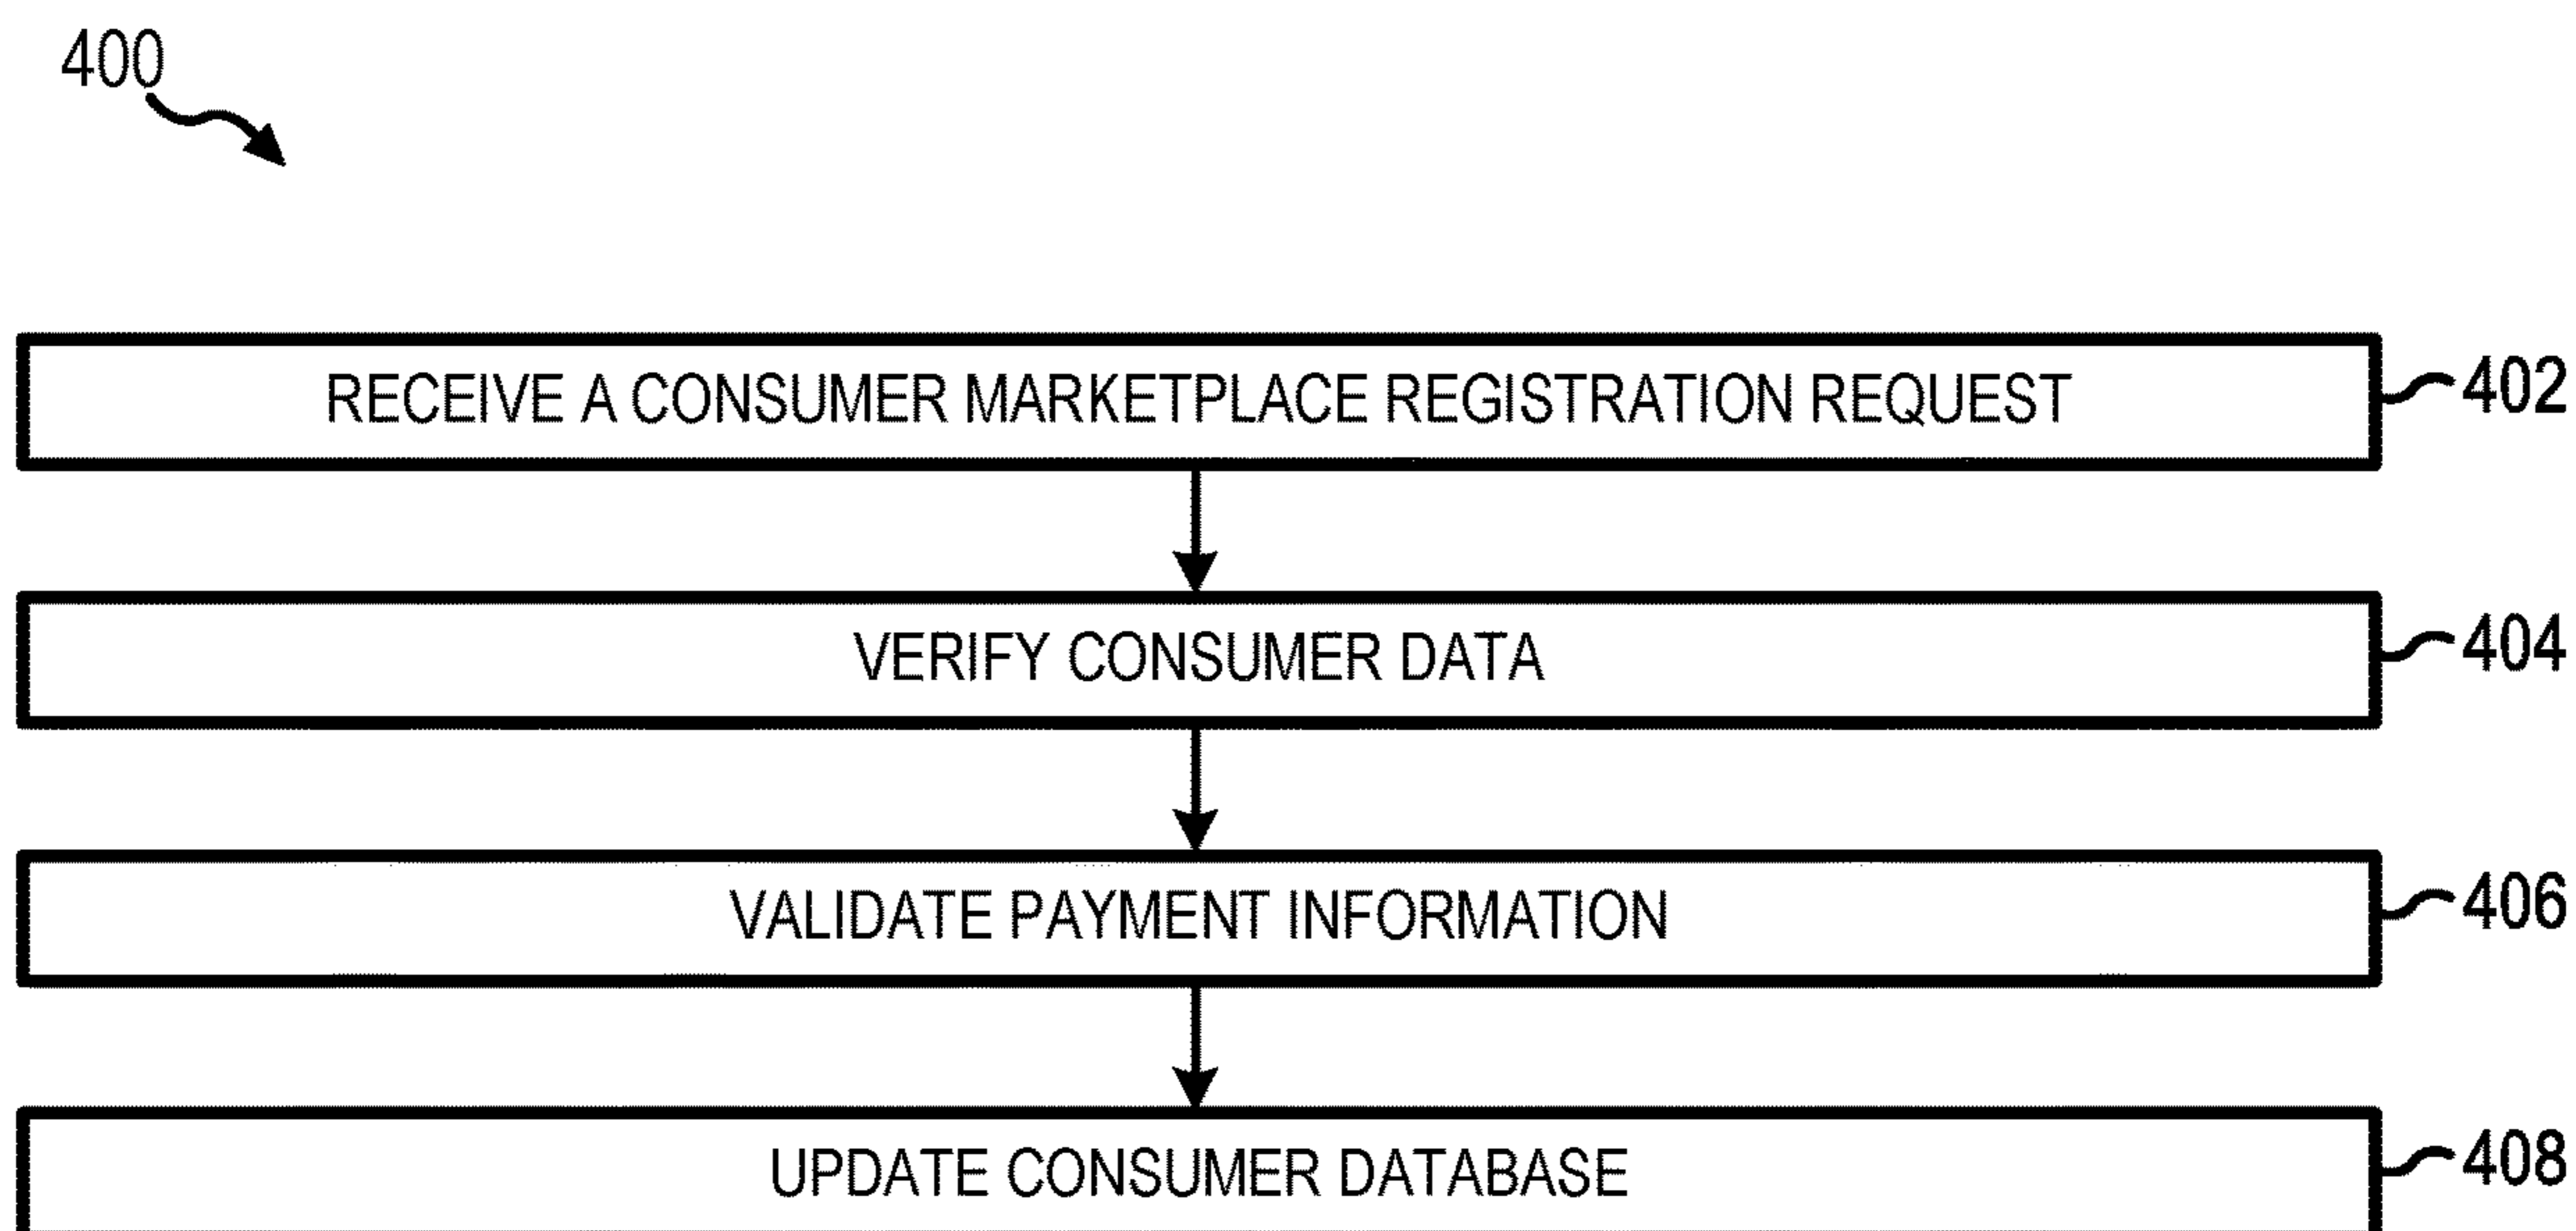 400
RECEIVE A CONSUMER MARKETPLACE REGISTRATION REQUEST
402
VERIFY CONSUMER DATA
404
VALIDATE PAYMENT INFORMATION
406
UPDATE CONSUMER DATABASE
408